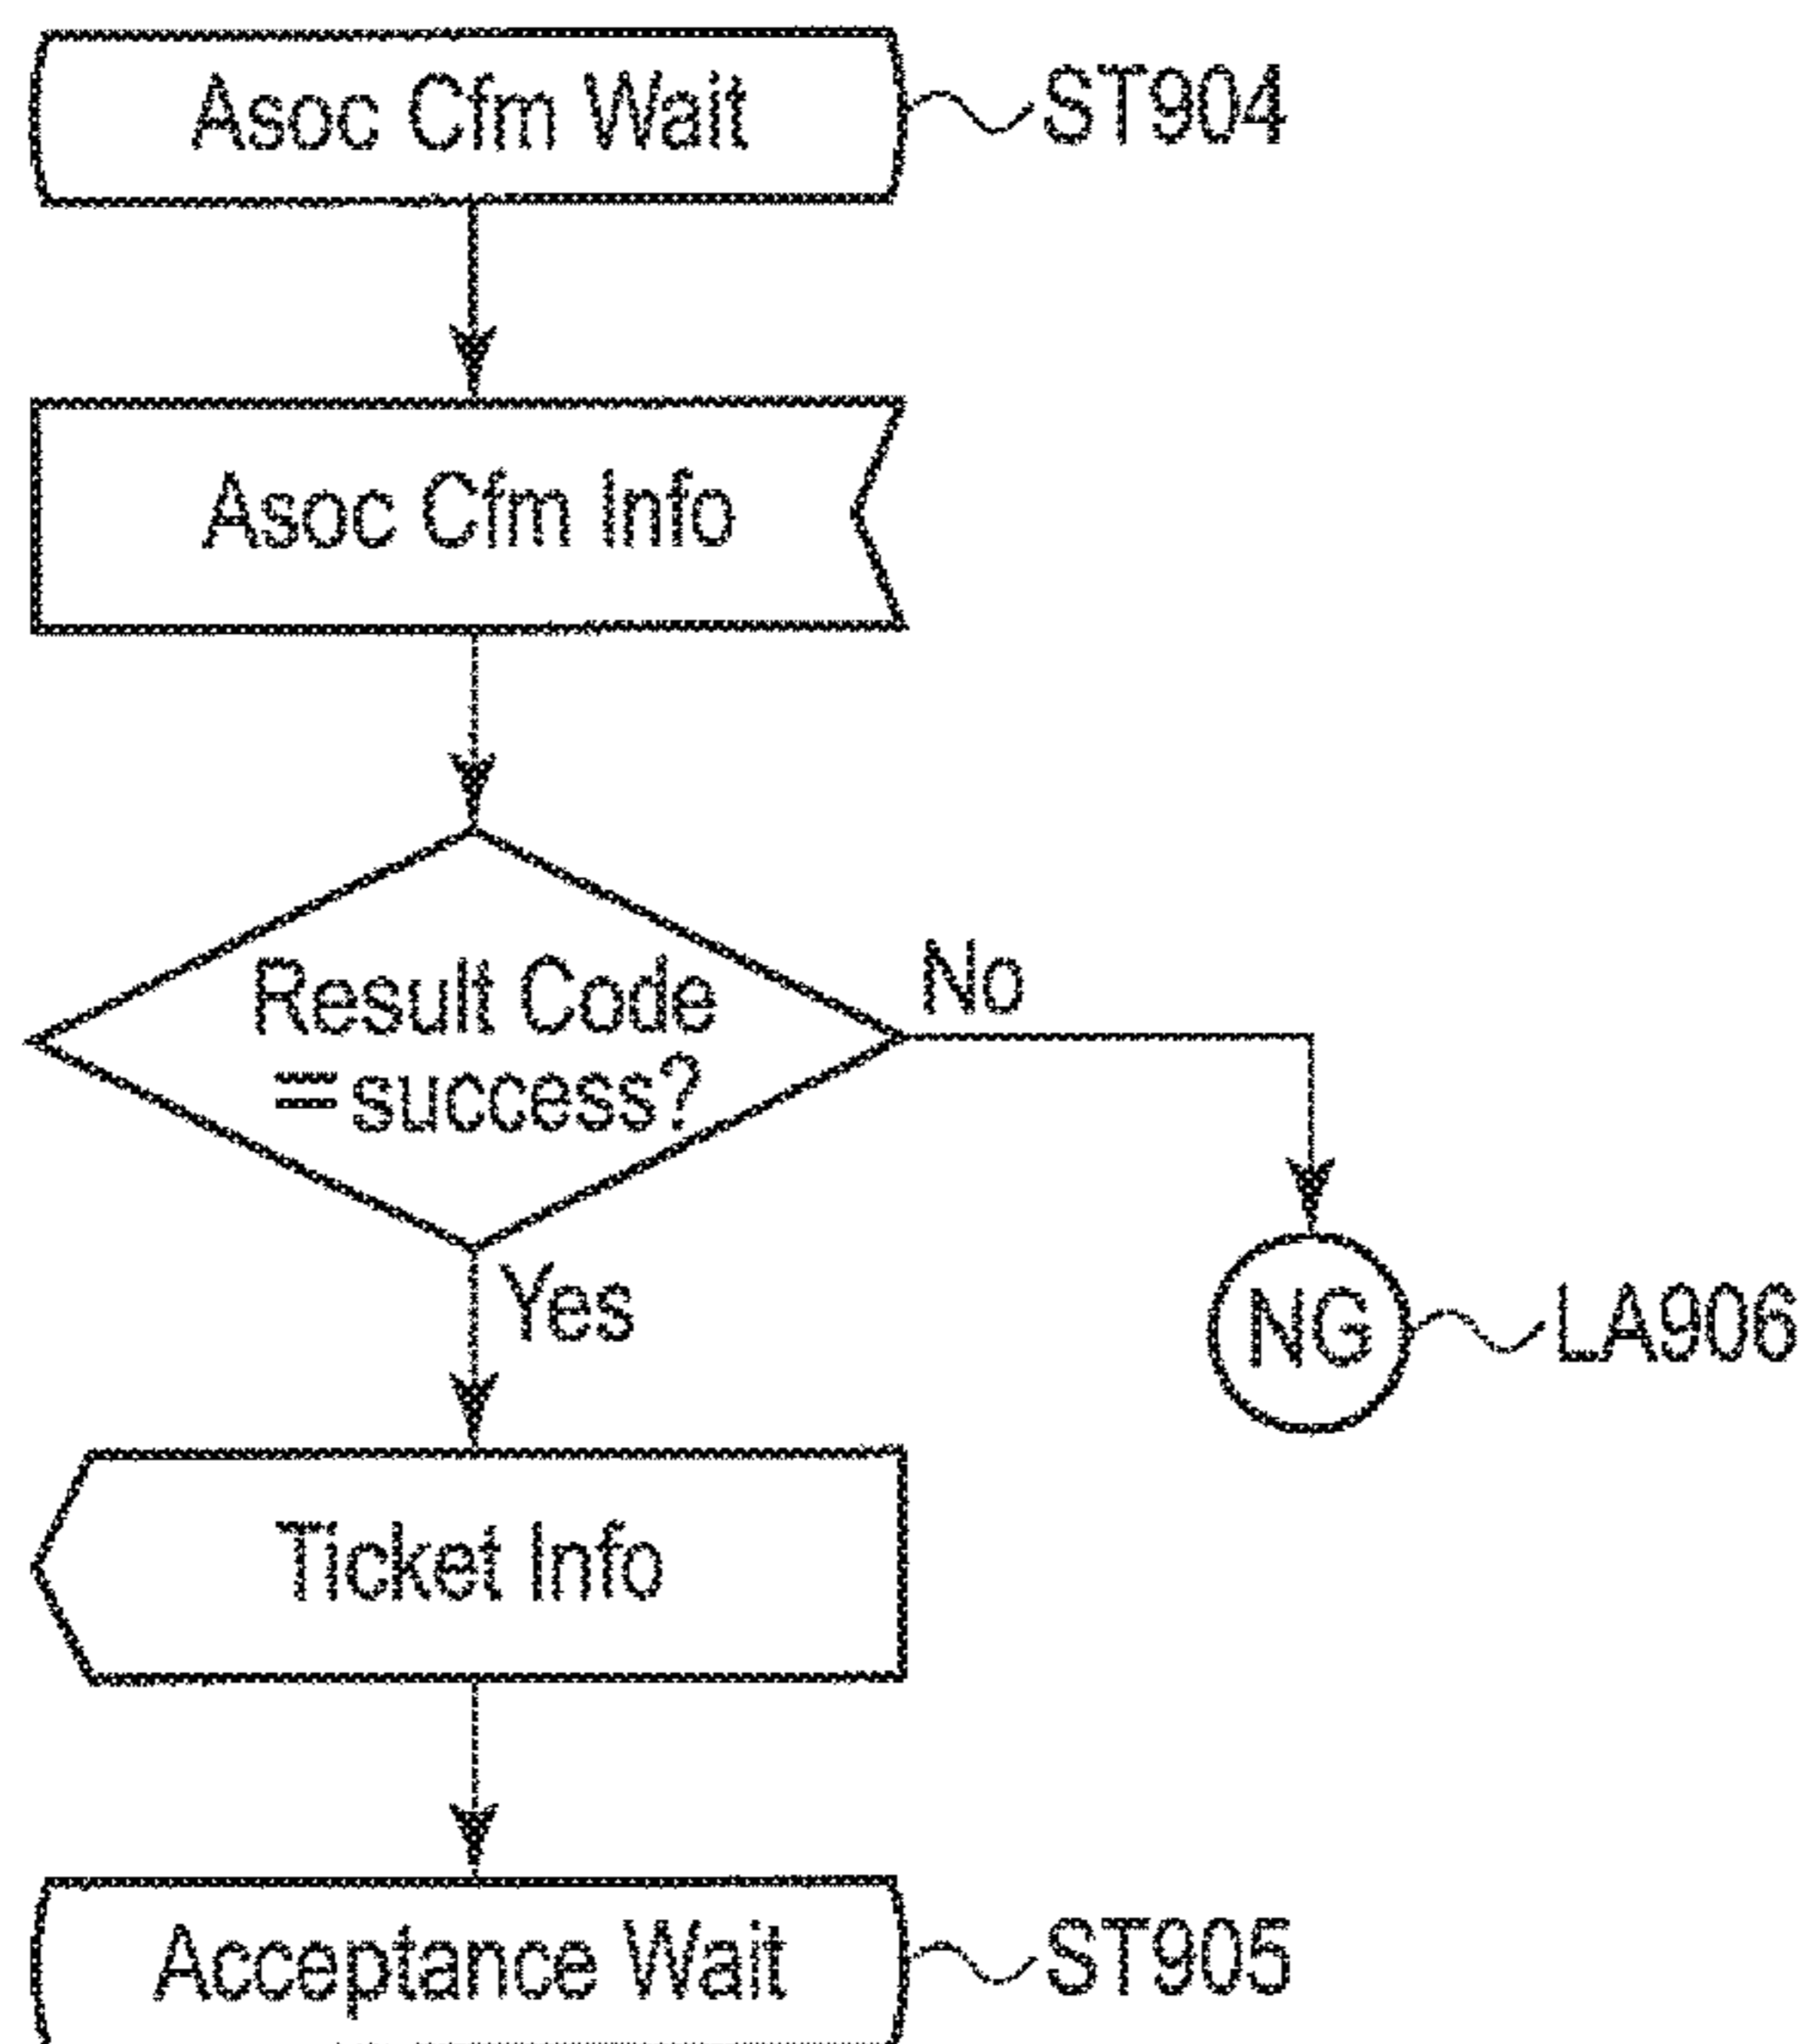 Asoc Cfm Wait
ST904
Asoc Cfm Info
Result Code
=success?
No
Yes
NG
LA906
Ticket Info
Acceptance Wait
ST905